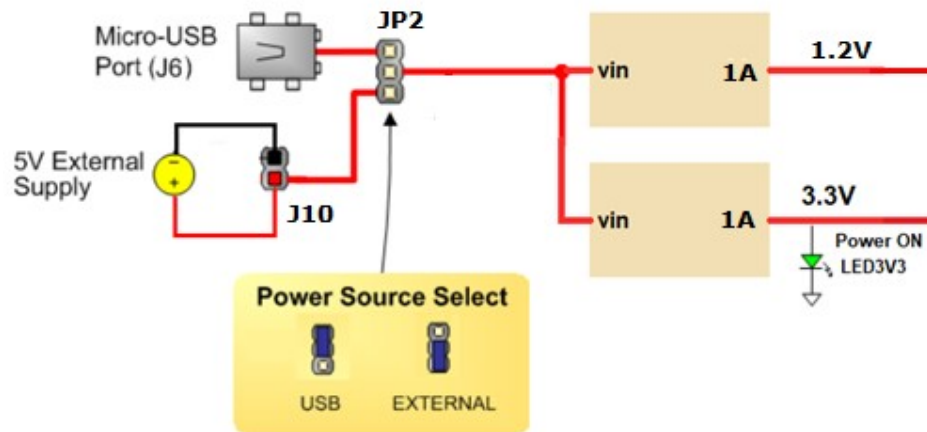 JP2
Micro-USB
Port (J6)
vin
1A
1.2V
5V External
Supply
−
+
J10
vin
1A
3.3V
Power ON
LED3V3
Power Source Select
USB
EXTERNAL